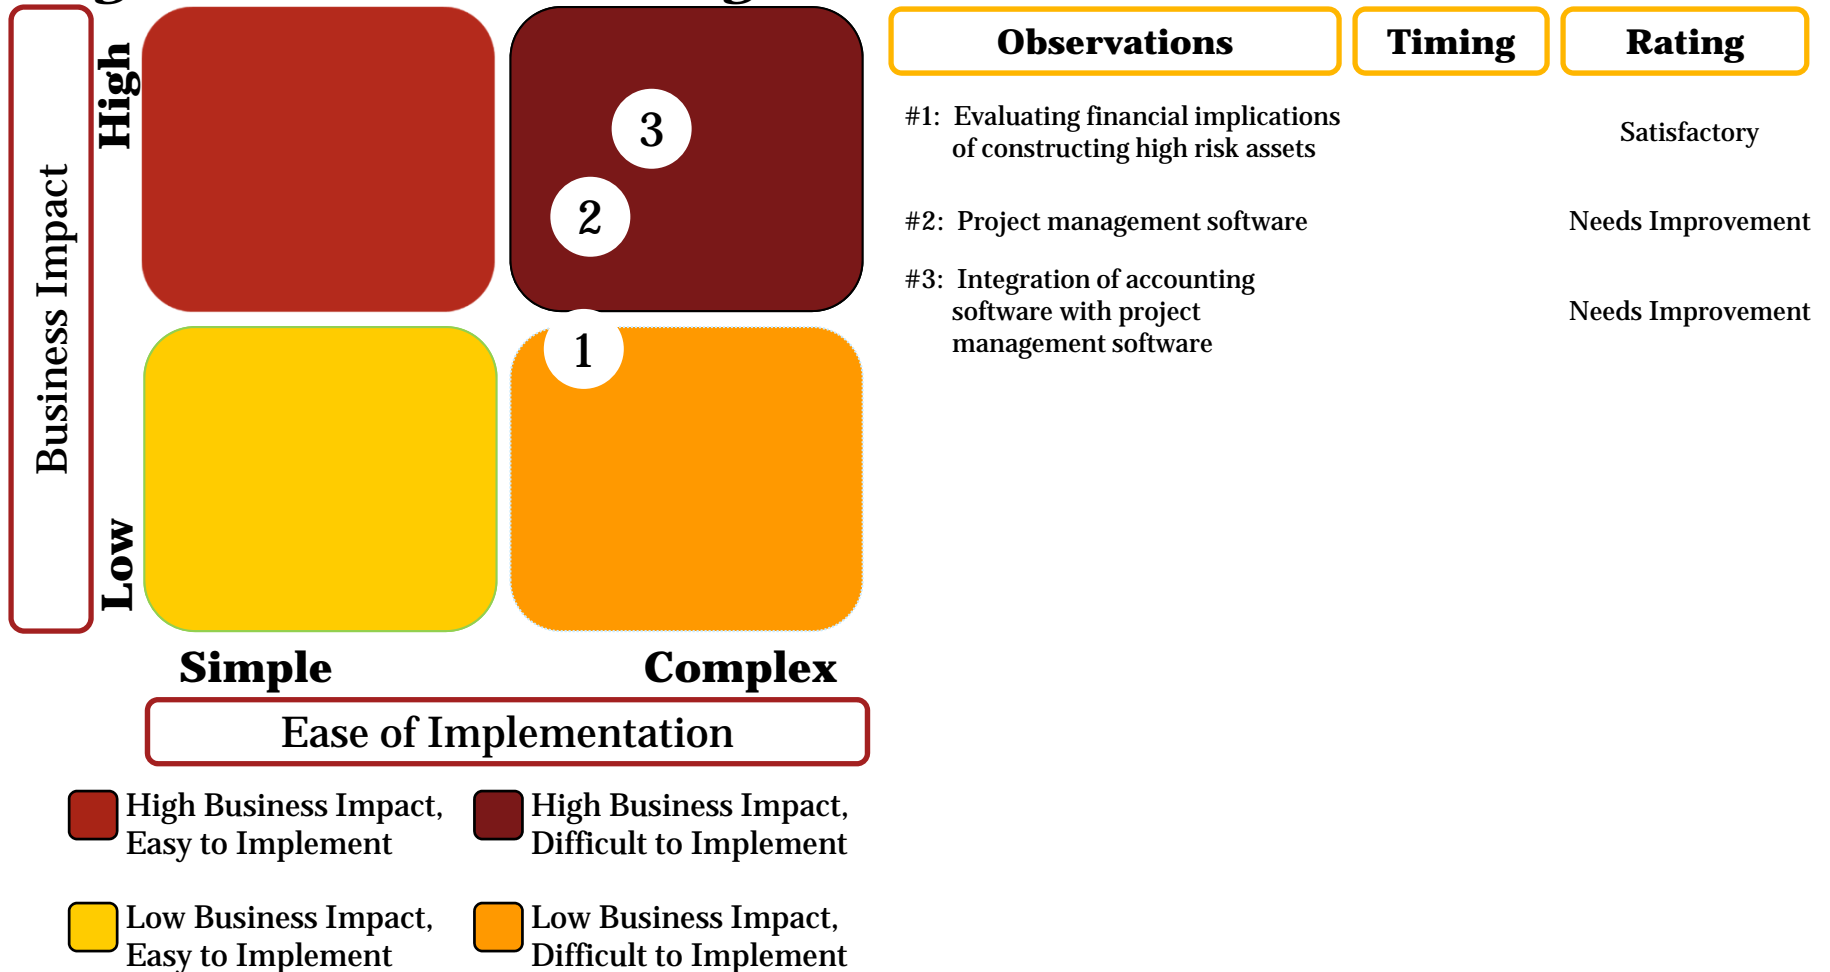 High
Business Impact
Low
3
2
1
Simple
Complex
Ease of Implementation
High Business Impact,
Easy to Implement
High Business Impact,
Difficult to Implement
Low Business Impact,
Easy to Implement
Low Business Impact,
Difficult to Implement
Observations
Timing
Rating
#1: Evaluating financial implications
of constructing high risk assets
Satisfactory
#2: Project management software
Needs Improvement
#3: Integration of accounting
software with project
management software
Needs Improvement